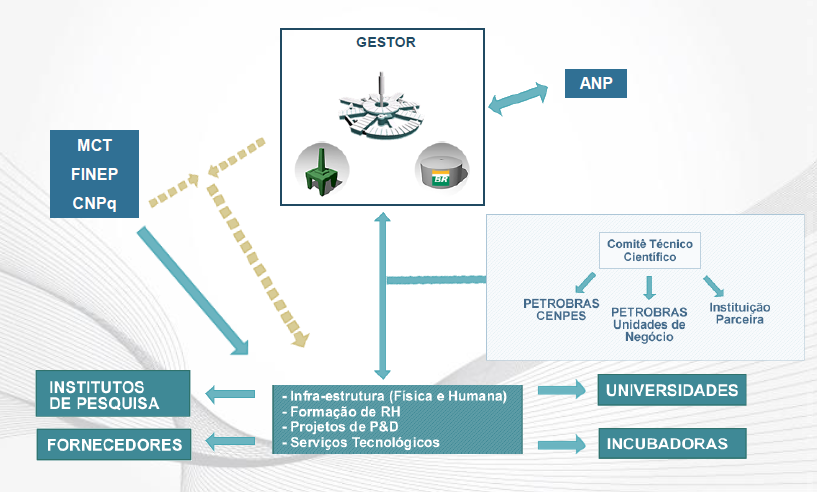 GESTOR
BR
ANP
MCT
FINEP
CNPq
Comitê Técnico
Científico
PETROBRAS
CENPES
PETROBRAS
Unidades de
Negócio
Instituição
Parceira
INSTITUTOS
DE PESQUISA
FORNECEDORES
- Infra-estrutura (Física e Humana)
- Formação de RH
- Projetos de P&D
- Serviços Tecnológicos
UNIVERSIDADES
INCUBADORAS